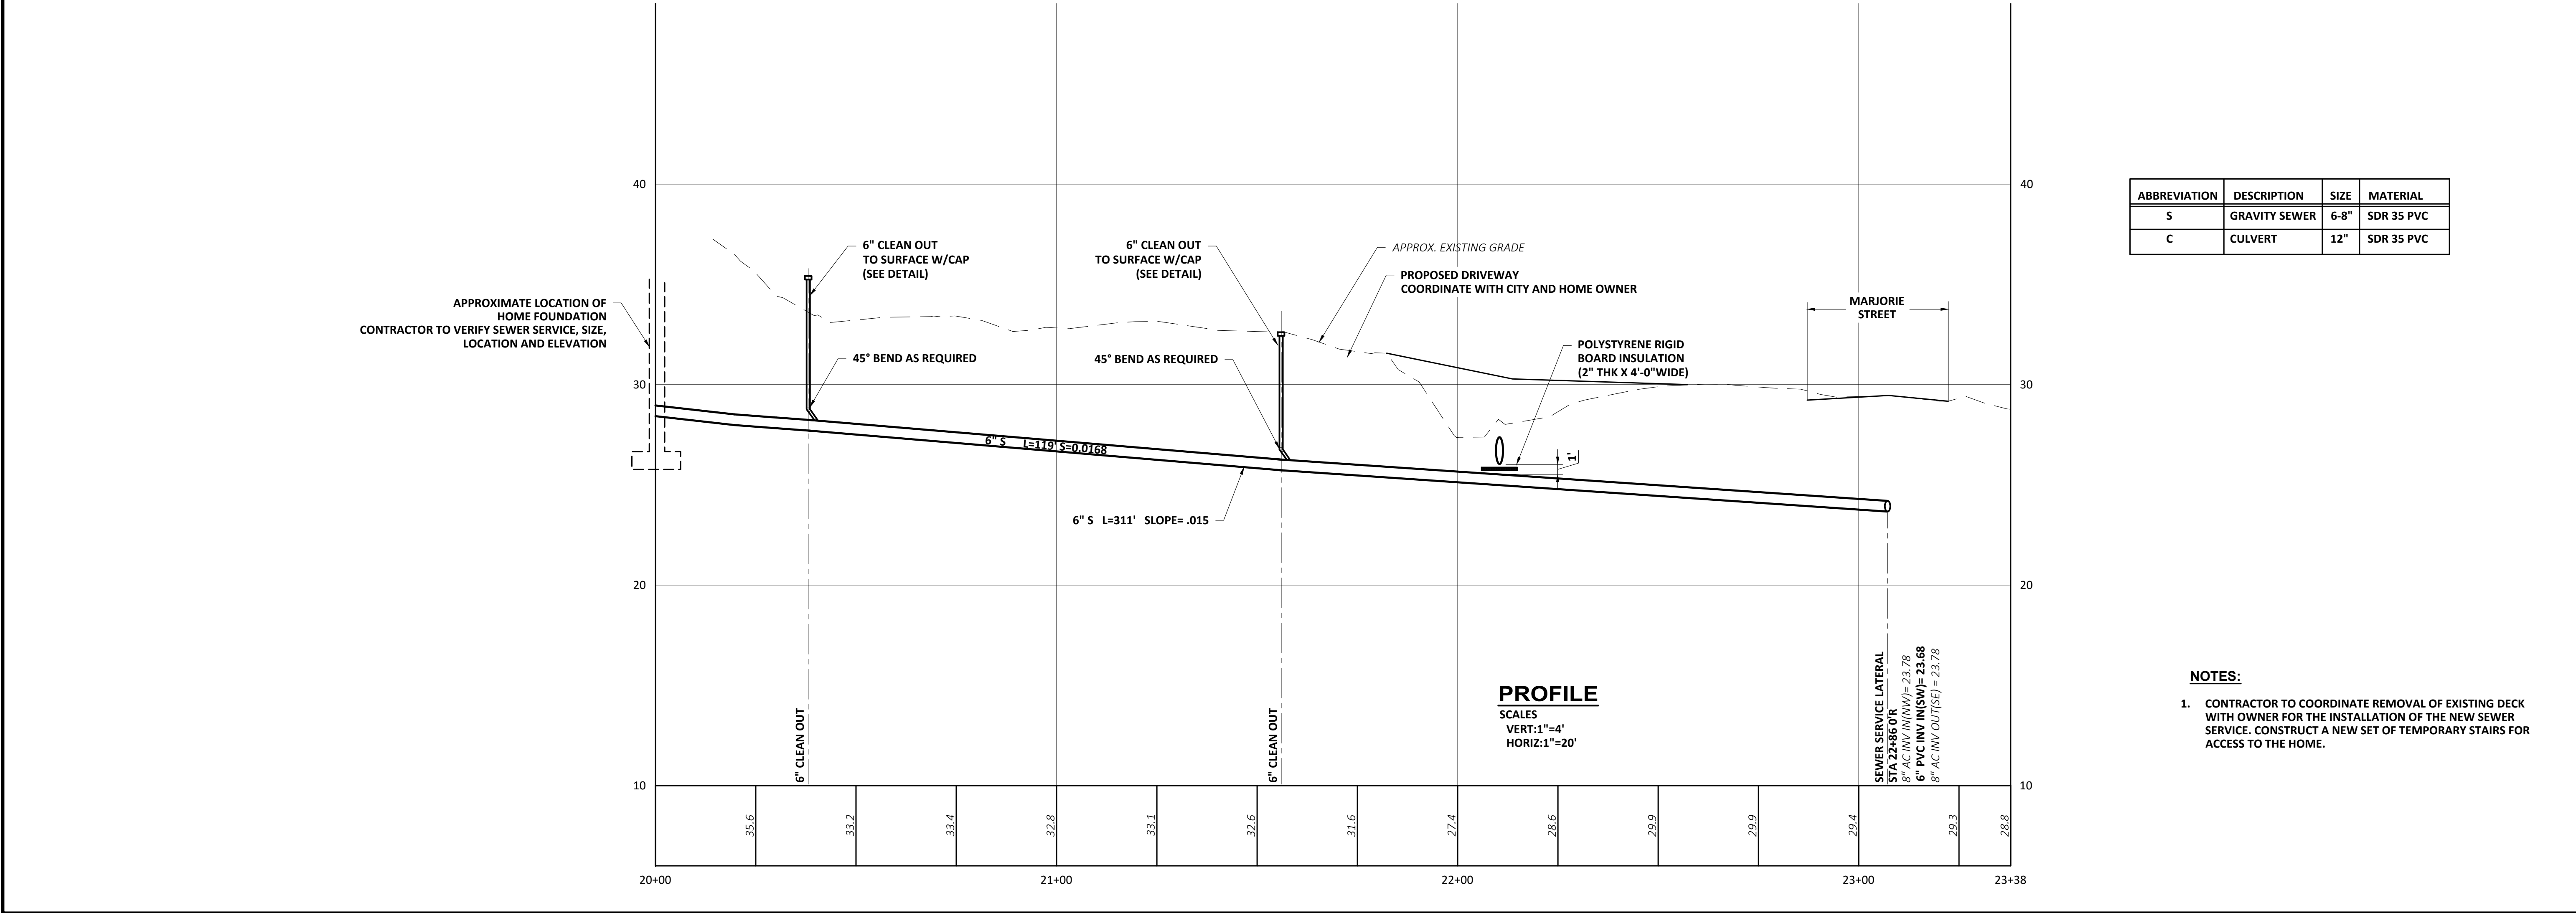 40
30
20
10
40
30
20
10
6" CLEAN OUT
TO SURFACE W/CAP
(SEE DETAIL)
6" CLEAN OUT
TO SURFACE W/CAP
(SEE DETAIL)
APPROX. EXISTING GRADE
PROPOSED DRIVEWAY
COORDINATE WITH CITY AND HOME OWNER
MARJORIE
STREET
APPROXIMATE LOCATION OF
HOME FOUNDATION
CONTRACTOR TO VERIFY SEWER SERVICE, SIZE,
LOCATION AND ELEVATION
45° BEND AS REQUIRED
45° BEND AS REQUIRED
POLYSTYRENE RIGID
BOARD INSULATION
(2" THK X 4'-0"WIDE)
1'
6" S L=119' S=0.0168
6" S L=311' SLOPE= .015
6" CLEAN OUT
6" CLEAN OUT
SEWER SERVICE LATERAL
STA 22+86 0'R
8" AC INV IN(NW)= 23.78
6" PVC INV IN(SW)= 23.68
8" AC INV OUT(SE) = 23.78
PROFILE
SCALES
VERT:1"=4'
HORIZ:1"=20'
35.6
33.2
33.4
32.8
33.1
32.6
31.6
27.4
28.6
29.9
29.9
29.4
29.3
28.8
20+00
21+00
22+00
23+00
23+38
ABBREVIATION DESCRIPTION SIZE MATERIAL
S GRAVITY SEWER 6-8" SDR 35 PVC
C CULVERT 12" SDR 35 PVC
NOTES:
1. CONTRACTOR TO COORDINATE REMOVAL OF EXISTING DECK
WITH OWNER FOR THE INSTALLATION OF THE NEW SEWER
SERVICE. CONSTRUCT A NEW SET OF TEMPORARY STAIRS FOR
ACCESS TO THE HOME.